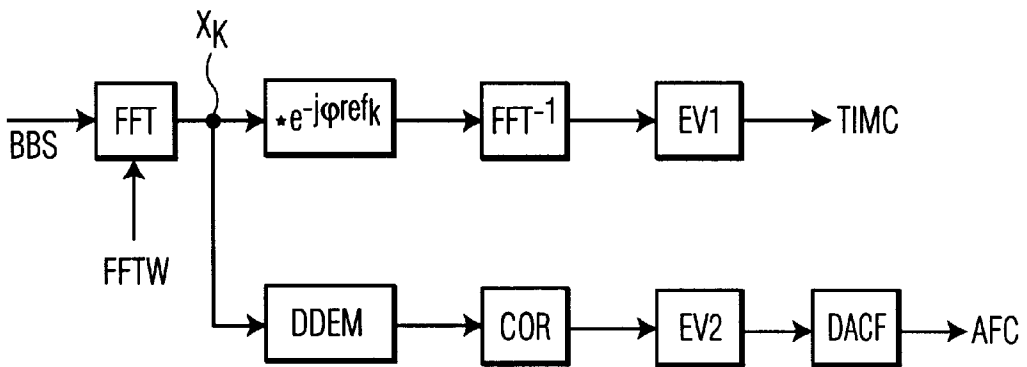 X_K
BBS
FFT
*e^-jφref_k
FFT^-1
EV1
TIMC
FFTW
DDEM
COR
EV2
DACF
AFC